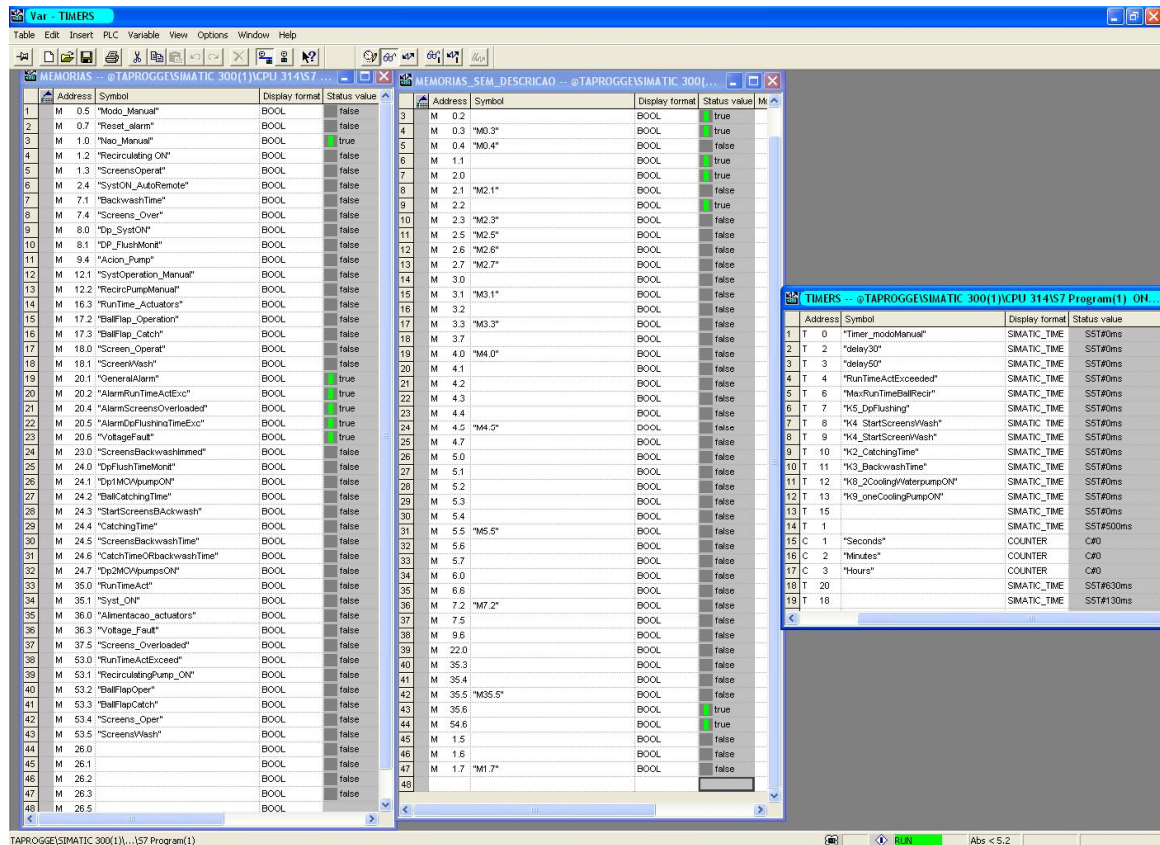 Var - TIMERS
Table Edit Insert PLC Variable View Options Window Help
MEMORIAS -- @TAPROGGE\SIMATIC 300(1)\CPU 314\S7 ...
Address Symbol Display format Status value
1 M 0.5 "Modo_Manual" BOOL false
2 M 0.7 "Reset_alarm" BOOL false
3 M 1.0 "Nao_Manual" BOOL true
4 M 1.2 "Recirculating ON" BOOL false
5 M 1.3 "ScreensOperat" BOOL false
6 M 2.4 "SystON_AutoRemote" BOOL false
7 M 7.1 "BackwashTime" BOOL false
8 M 7.4 "Screens_Over" BOOL false
9 M 8.0 "Dp_SystON" BOOL false
10 M 8.1 "DP_FlushMonit" BOOL false
11 M 9.4 "Acion_Pump" BOOL false
12 M 12.1 "SystOperation_Manual" BOOL false
13 M 12.2 "RecircPumpManual" BOOL false
14 M 16.3 "RunTime_Actuators" BOOL false
15 M 17.2 "BallFlap_Operation" BOOL false
16 M 17.3 "BallFlap_Catch" BOOL false
17 M 18.0 "Screen_Operat" BOOL false
18 M 18.1 "ScreenWash" BOOL false
19 M 20.1 "GeneralAlarm" BOOL true
20 M 20.2 "AlarmRunTimeActExc" BOOL true
21 M 20.4 "AlarmScreensOverloaded" BOOL true
22 M 20.5 "AlarmDpFlushingTimeExc" BOOL true
23 M 20.6 "VoltageFault" BOOL true
24 M 23.0 "ScreensBackwashImmed" BOOL false
25 M 24.0 "DpFlushTimeMonit" BOOL false
26 M 24.1 "Dp1MCWpumpON" BOOL false
27 M 24.2 "BallCatchingTime" BOOL false
28 M 24.3 "StartScreensBAckwash" BOOL false
29 M 24.4 "CatchingTime" BOOL false
30 M 24.5 "ScreensBackwashTime" BOOL false
31 M 24.6 "CatchTimeORbackwashTime" BOOL false
32 M 24.7 "Dp2MCWpumpsON" BOOL false
33 M 35.0 "RunTimeAct" BOOL false
34 M 35.1 "Syst_ON" BOOL false
35 M 36.0 "Alimentacao_actuators" BOOL false
36 M 36.3 "Voltage_Fault" BOOL false
37 M 37.5 "Screens_Overloaded" BOOL false
38 M 53.0 "RunTimeActExceed" BOOL false
39 M 53.1 "RecirculatingPump_ON" BOOL false
40 M 53.2 "BallFlapOper" BOOL false
41 M 53.3 "BallFlapCatch" BOOL false
42 M 53.4 "Screens_Oper" BOOL false
43 M 53.5 "ScreensWash" BOOL false
44 M 26.0 BOOL false
45 M 26.1 BOOL false
46 M 26.2 BOOL false
47 M 26.3 BOOL false
48 M 26.5 BOOL
MEMORIAS_SEM_DESCRICAO -- @TAPROGGE\SIMATIC 300(...
Address Symbol Display format Status value
3 M 0.2 BOOL true
4 M 0.3 "M0.3" BOOL true
5 M 0.4 "M0.4" BOOL false
6 M 1.1 BOOL true
7 M 2.0 BOOL true
8 M 2.1 "M2.1" BOOL false
9 M 2.2 BOOL true
10 M 2.3 "M2.3" BOOL false
11 M 2.5 "M2.5" BOOL false
12 M 2.6 "M2.6" BOOL false
13 M 2.7 "M2.7" BOOL false
14 M 3.0 BOOL false
15 M 3.1 "M3.1" BOOL false
16 M 3.2 BOOL false
17 M 3.3 "M3.3" BOOL false
18 M 3.7 BOOL false
19 M 4.0 "M4.0" BOOL false
20 M 4.1 BOOL false
21 M 4.2 BOOL false
22 M 4.3 BOOL false
23 M 4.4 BOOL false
24 M 4.5 "M4.5" BOOL false
25 M 4.7 BOOL false
26 M 5.0 BOOL false
27 M 5.1 BOOL false
28 M 5.2 BOOL false
29 M 5.3 BOOL false
30 M 5.4 BOOL false
31 M 5.5 "M5.5" BOOL false
32 M 5.6 BOOL false
33 M 5.7 BOOL false
34 M 6.0 BOOL false
35 M 6.6 BOOL false
36 M 7.2 "M7.2" BOOL false
37 M 7.5 BOOL false
38 M 9.6 BOOL false
39 M 22.0 BOOL false
40 M 35.3 BOOL false
41 M 35.4 BOOL false
42 M 35.5 "M35.5" BOOL false
43 M 35.6 BOOL true
44 M 54.6 BOOL true
45 M 1.5 BOOL false
46 M 1.6 BOOL false
47 M 1.7 "M1.7" BOOL false
48
TIMERS -- @TAPROGGE\SIMATIC 300(1)\CPU 314\S7 Program(1) ON...
Address Symbol Display format Status value
1 T 0 "Timer_modoManual" SIMATIC_TIME S5T#0ms
2 T 2 "delay30" SIMATIC_TIME S5T#0ms
3 T 3 "delay50" SIMATIC_TIME S5T#0ms
4 T 4 "RunTimeActExceeded" SIMATIC_TIME S5T#0ms
5 T 6 "MaxRunTimeBallRecir" SIMATIC_TIME S5T#0ms
6 T 7 "K5_DpFlushing" SIMATIC_TIME S5T#0ms
7 T 8 "K4_StartScreensWash" SIMATIC_TIME S5T#0ms
8 T 9 "K4_StartScreenWash" SIMATIC_TIME S5T#0ms
9 T 10 "K2_CatchingTime" SIMATIC_TIME S5T#0ms
10 T 11 "K3_BackwashTime" SIMATIC_TIME S5T#0ms
11 T 12 "K8_2CoolingWaterpumpON" SIMATIC_TIME S5T#0ms
12 T 13 "K9_oneCoolingPumpON" SIMATIC_TIME S5T#0ms
13 T 15 SIMATIC_TIME S5T#0ms
14 T 1 SIMATIC_TIME S5T#500ms
15 C 1 "Seconds" COUNTER C#0
16 C 2 "Minutes" COUNTER C#0
17 C 3 "Hours" COUNTER C#0
18 T 20 SIMATIC_TIME S5T#630ms
19 T 18 SIMATIC_TIME S5T#130ms
TAPROGGE\SIMATIC 300(1)\...\S7 Program(1) RUN Abs < 5.2